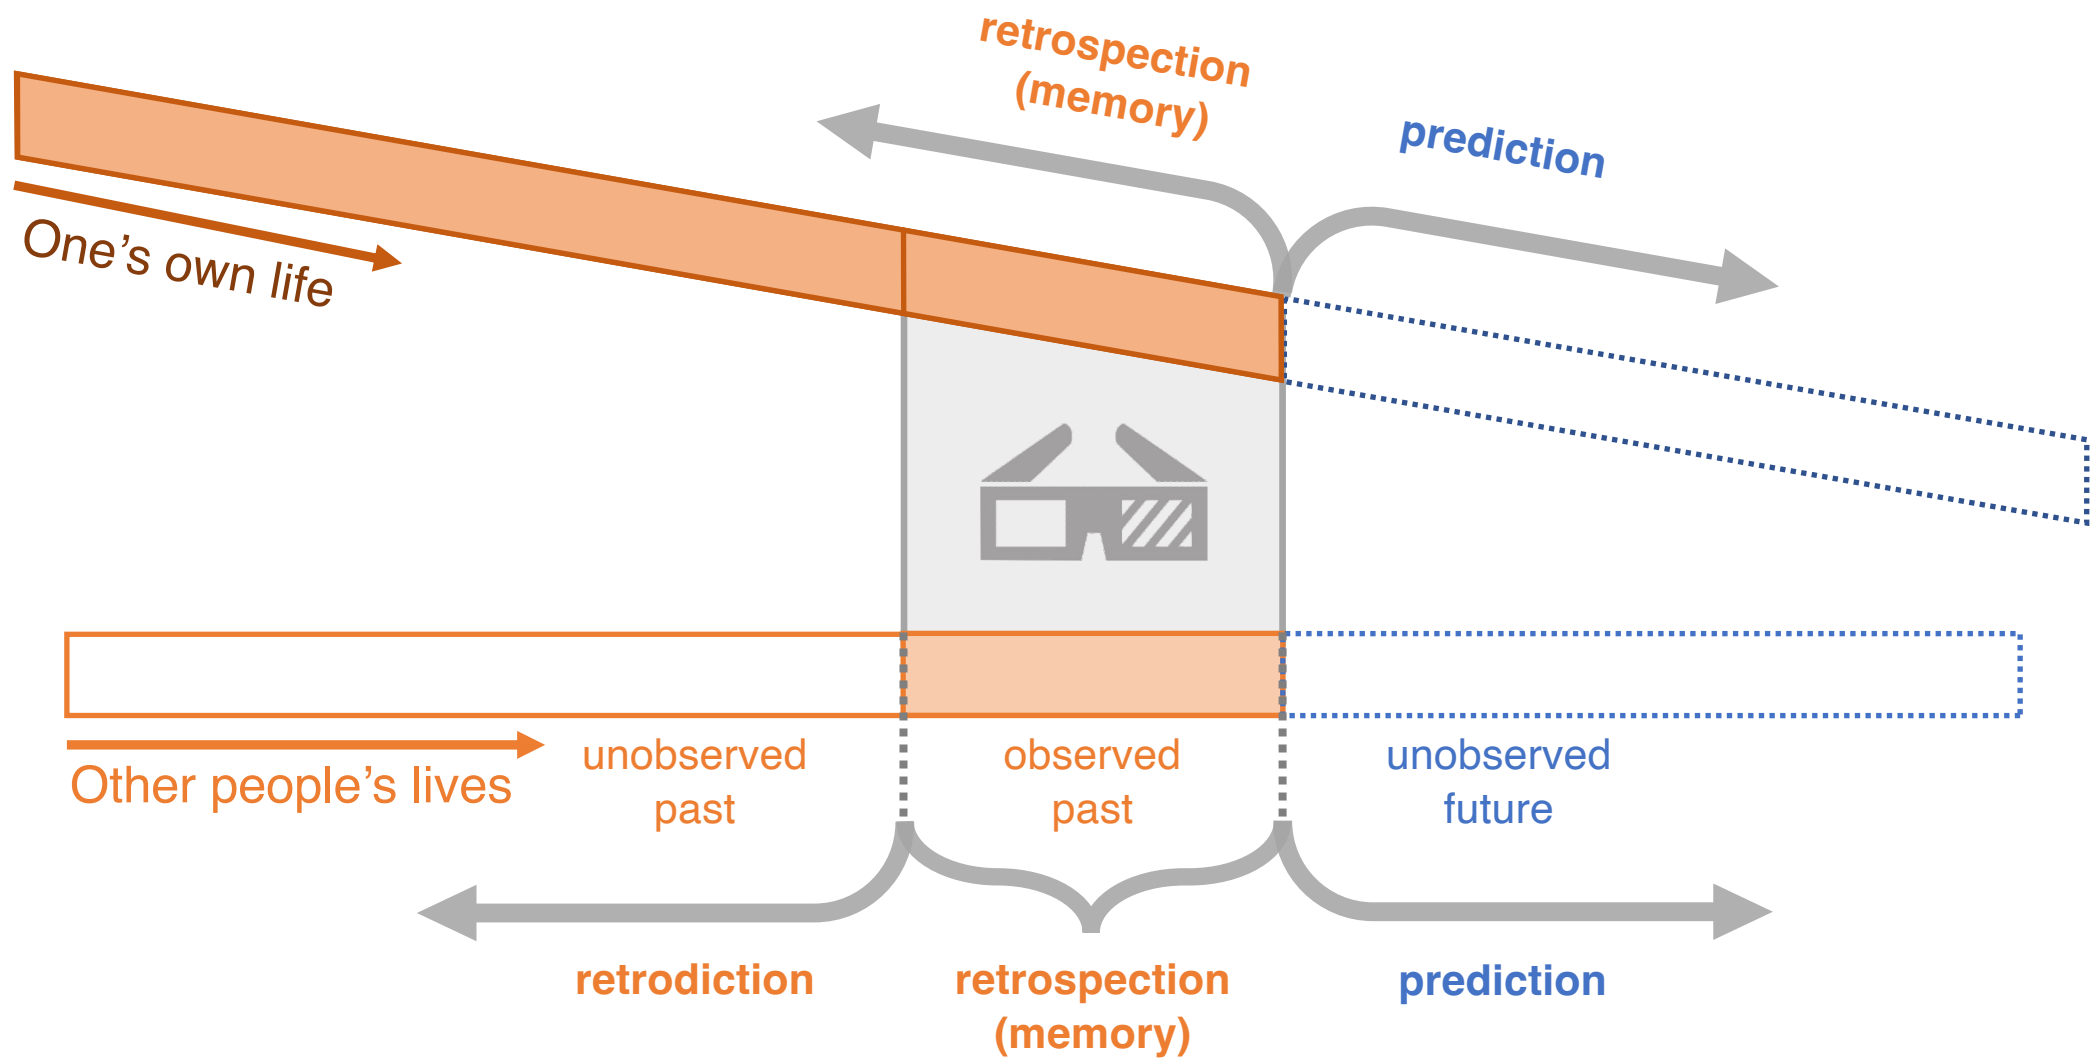 retrospection
(memory)
prediction
One's own life
Other people's lives
unobserved
past
observed
past
unobserved
future
retrodiction
retrospection
(memory)
prediction